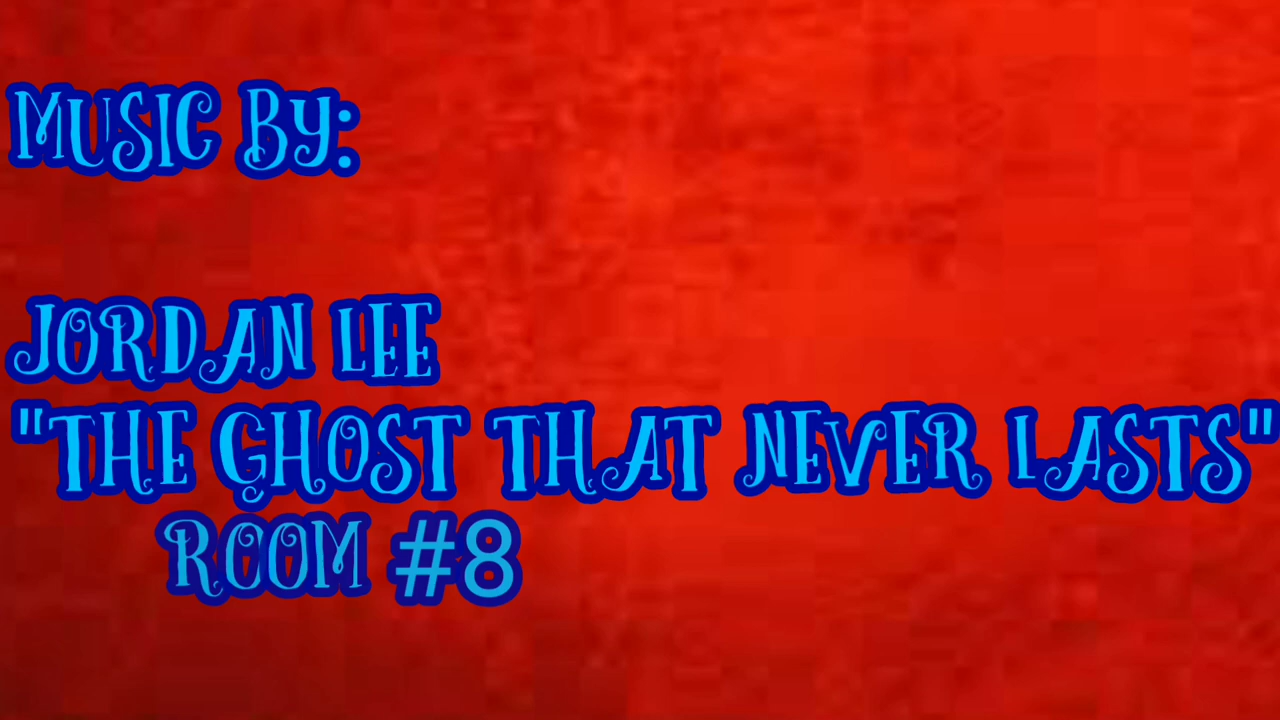 MUSIC BY:
JORDAN LEE
"THE GHOST THAT NEVER LASTS"
ROOM #8